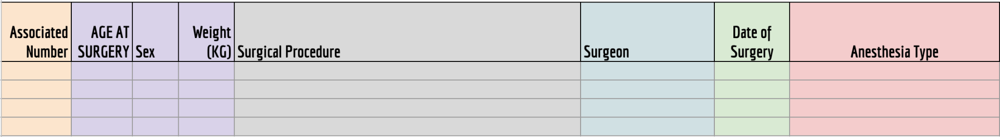 Associated
Number
AGE AT
SURGERY
Sex
Weight
(KG)
Surgical Procedure
Surgeon
Date of
Surgery
Anesthesia Type